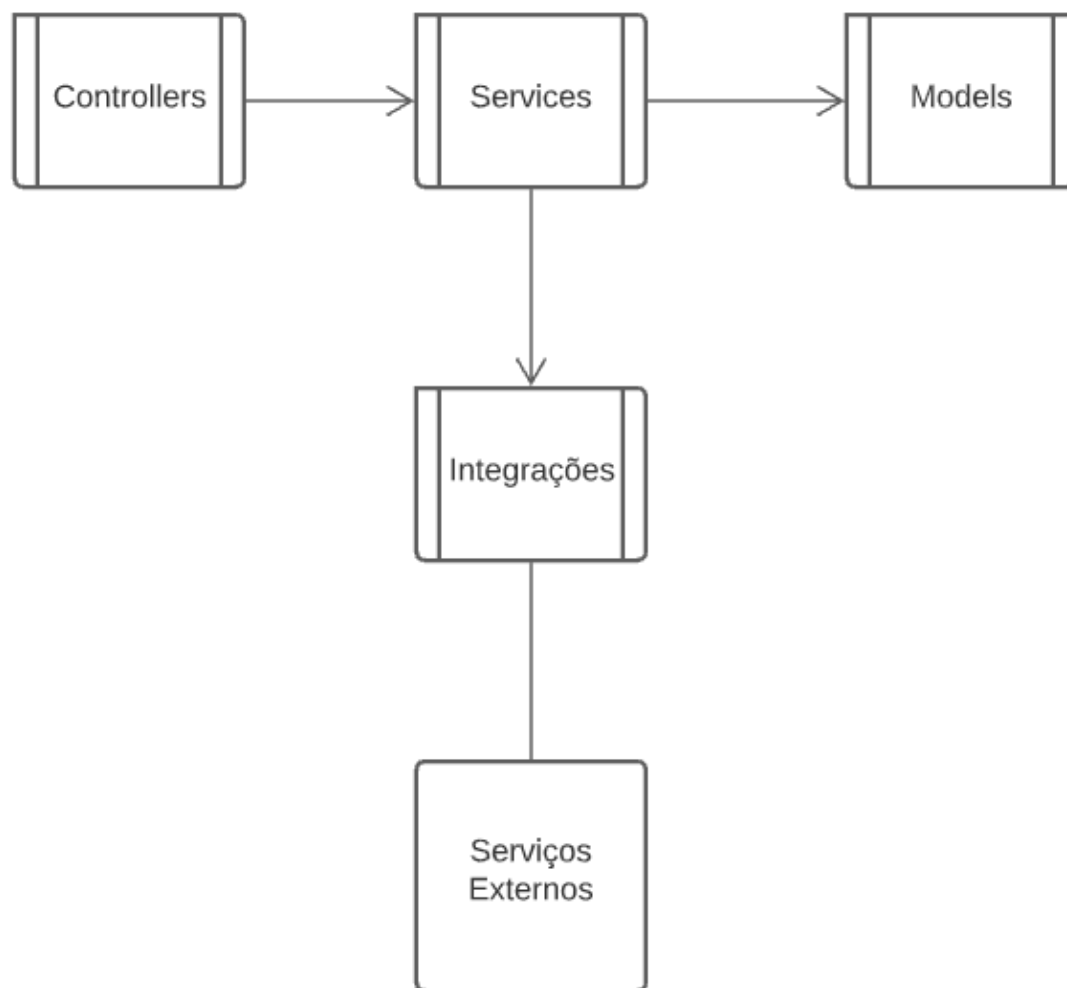 Controllers
Services
Models
Integrações
Serviços
Externos